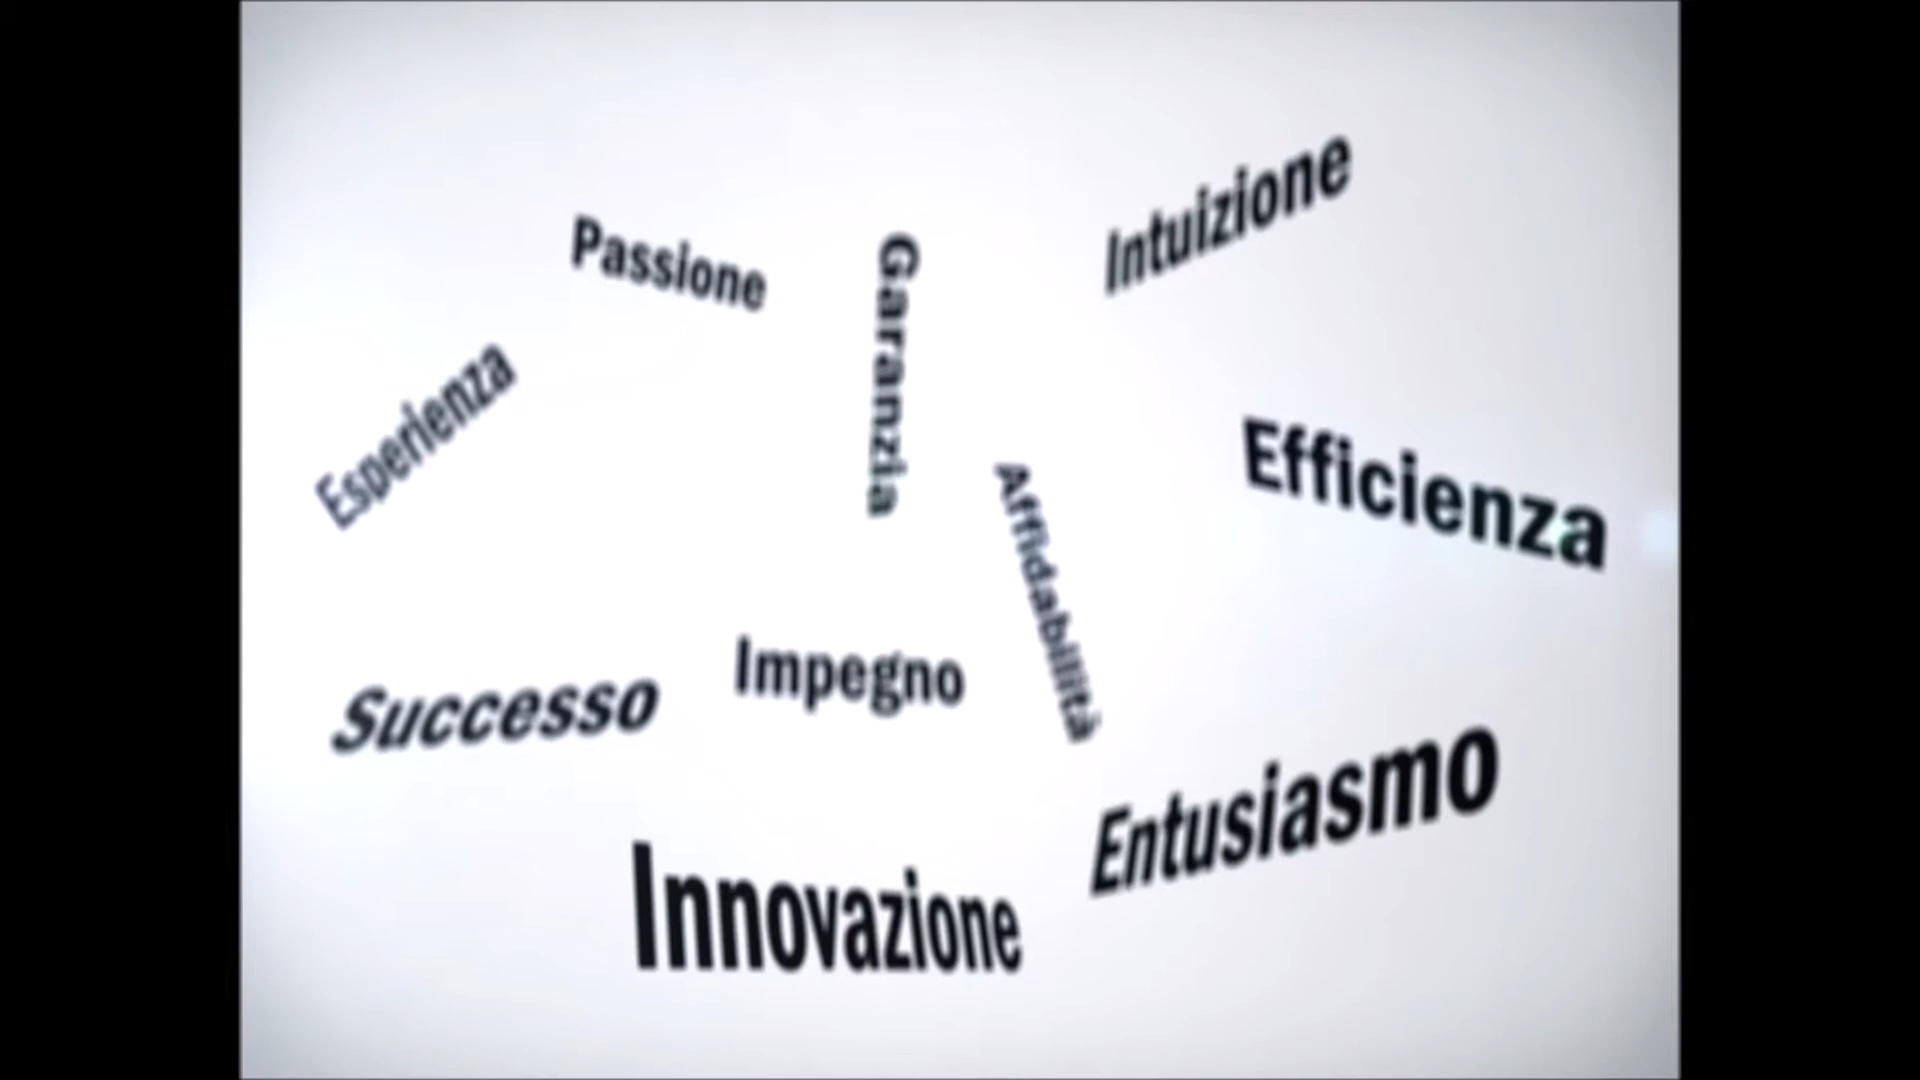 Intuizione
Passione
Garanzia
Esperienza
Efficienza
Affidabilità
Impegno
Successo
Entusiasmo
Innovazione